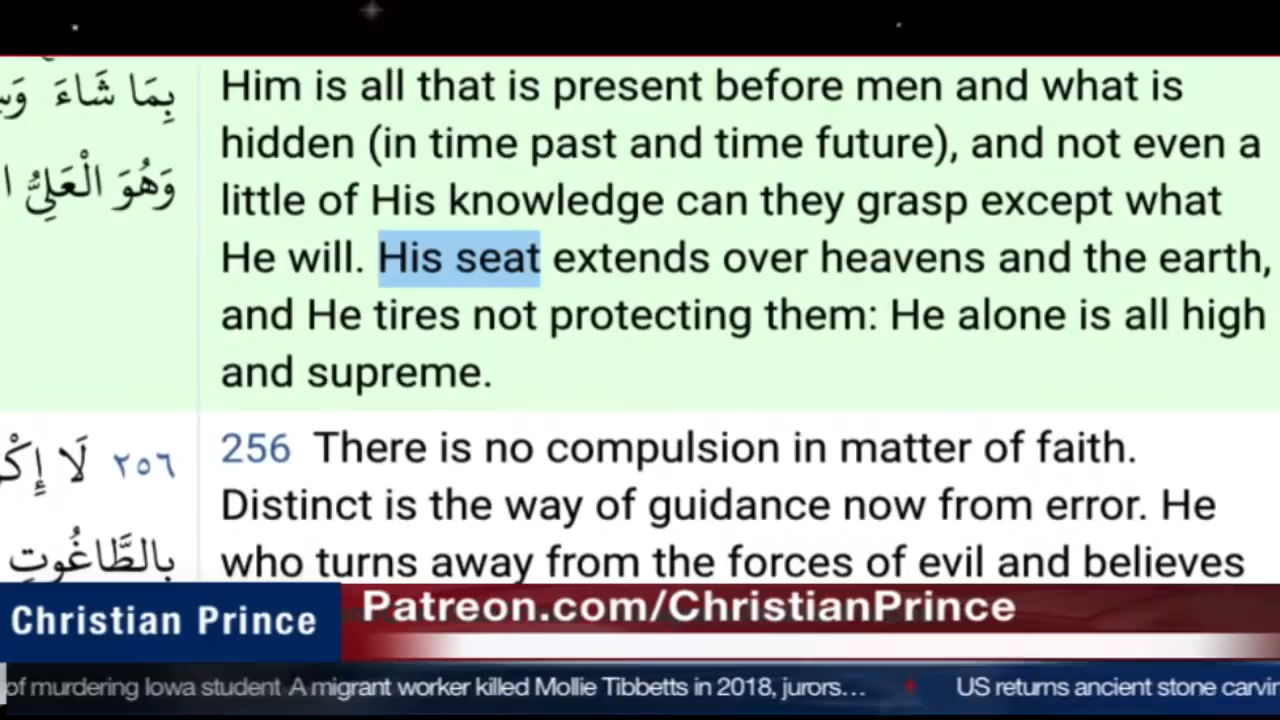 Him is all that is present before men and what is
hidden (in time past and time future), and not even a
little of His knowledge can they grasp except what
He will. His seat extends over heavens and the earth,
and He tires not protecting them: He alone is all high
and supreme.
بِمَا شَاءَ
وَهُوَ الْعَلِيُّ
256 There is no compulsion in matter of faith.
Distinct is the way of guidance now from error. He
who turns away from the forces of evil and believes
٢٥٦ لَا
بِالطَّاغُوتِ
Christian Prince
Patreon.com/ChristianPrince
of murdering Iowa student A migrant worker killed Mollie Tibbetts in 2018, jurors... US returns ancient stone